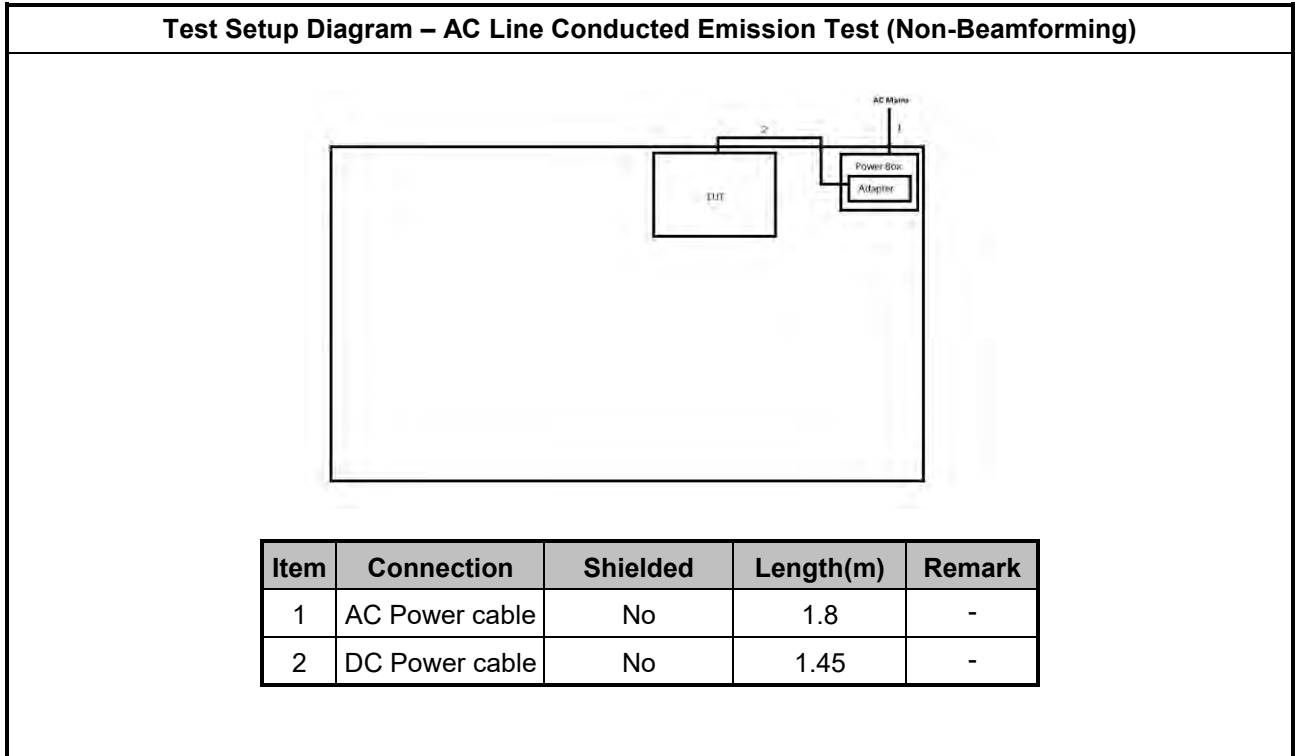 Test Setup Diagram – AC Line Conducted Emission Test (Non-Beamforming)
AC Mains
2
1
Power Box
Adapter
EUT
Item Connection Shielded Length(m) Remark
1 AC Power cable No 1.8 -
2 DC Power cable No 1.45 -